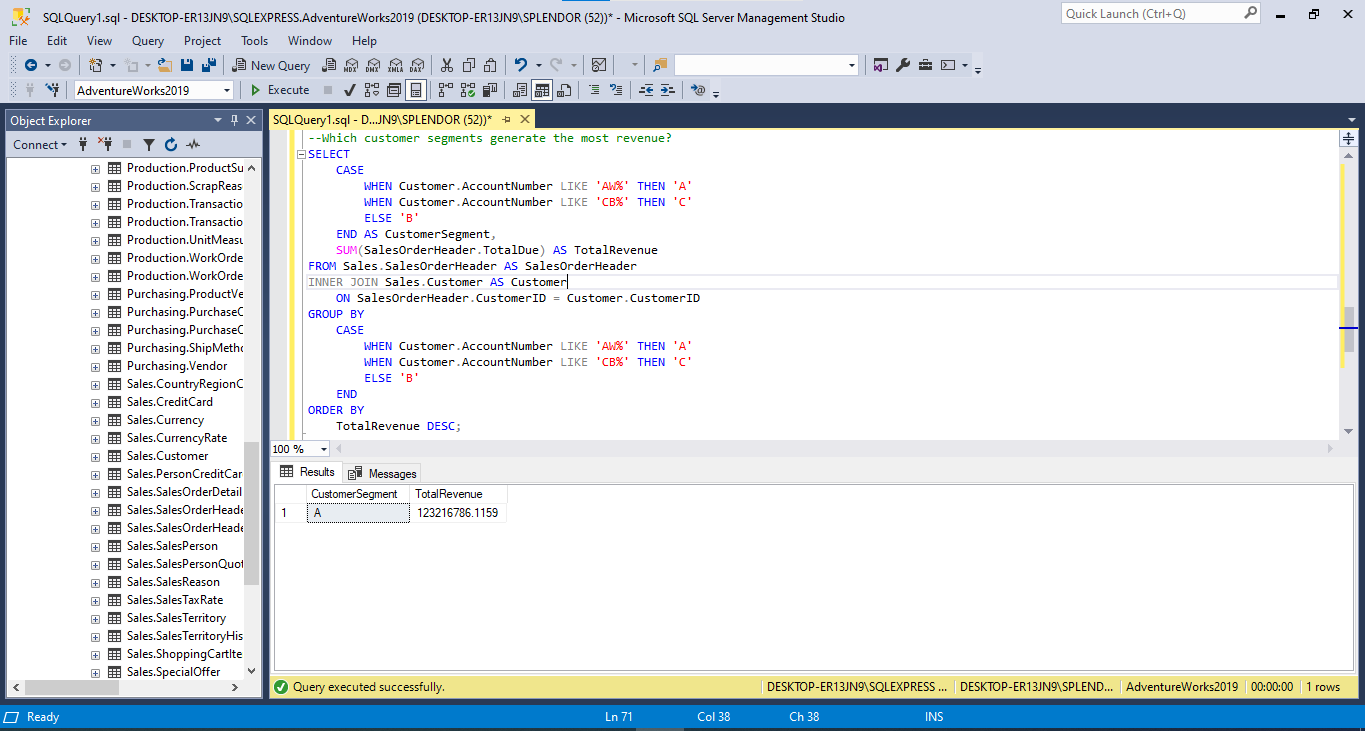 SQLQuery1.sql - DESKTOP-ER13JN9\SQLEXPRESS.AdventureWorks2019 (DESKTOP-ER13JN9\SPLENDOR (52))* - Microsoft SQL Server Management Studio
Quick Launch (Ctrl+Q)
File Edit View Query Project Tools Window Help
New Query MDX DMX XMLA DAX
AdventureWorks2019 Execute
Object Explorer
Connect
Production.ProductSu
Production.ScrapReas
Production.Transactio
Production.Transactio
Production.UnitMeasu
Production.WorkOrde
Production.WorkOrde
Purchasing.ProductVe
Purchasing.PurchaseO
Purchasing.PurchaseO
Purchasing.ShipMetho
Purchasing.Vendor
Sales.CountryRegionC
Sales.CreditCard
Sales.Currency
Sales.CurrencyRate
Sales.Customer
Sales.PersonCreditCar
Sales.SalesOrderDetail
Sales.SalesOrderHeade
Sales.SalesOrderHeade
Sales.SalesPerson
Sales.SalesPersonQuot
Sales.SalesReason
Sales.SalesTaxRate
Sales.SalesTerritory
Sales.SalesTerritoryHis
Sales.ShoppingCartIte
Sales.SpecialOffer
SQLQuery1.sql - D...JN9\SPLENDOR (52))*
--Which customer segments generate the most revenue?
SELECT
CASE
WHEN Customer.AccountNumber LIKE 'AW%' THEN 'A'
WHEN Customer.AccountNumber LIKE 'CB%' THEN 'C'
ELSE 'B'
END AS CustomerSegment,
SUM(SalesOrderHeader.TotalDue) AS TotalRevenue
FROM Sales.SalesOrderHeader AS SalesOrderHeader
INNER JOIN Sales.Customer AS Customer
ON SalesOrderHeader.CustomerID = Customer.CustomerID
GROUP BY
CASE
WHEN Customer.AccountNumber LIKE 'AW%' THEN 'A'
WHEN Customer.AccountNumber LIKE 'CB%' THEN 'C'
ELSE 'B'
END
ORDER BY
TotalRevenue DESC;
100 %
Results Messages
CustomerSegment TotalRevenue
1 A 123216786.1159
Query executed successfully. DESKTOP-ER13JN9\SQLEXPRESS ... DESKTOP-ER13JN9\SPLEND... AdventureWorks2019 00:00:00 1 rows
Ready Ln 71 Col 38 Ch 38 INS